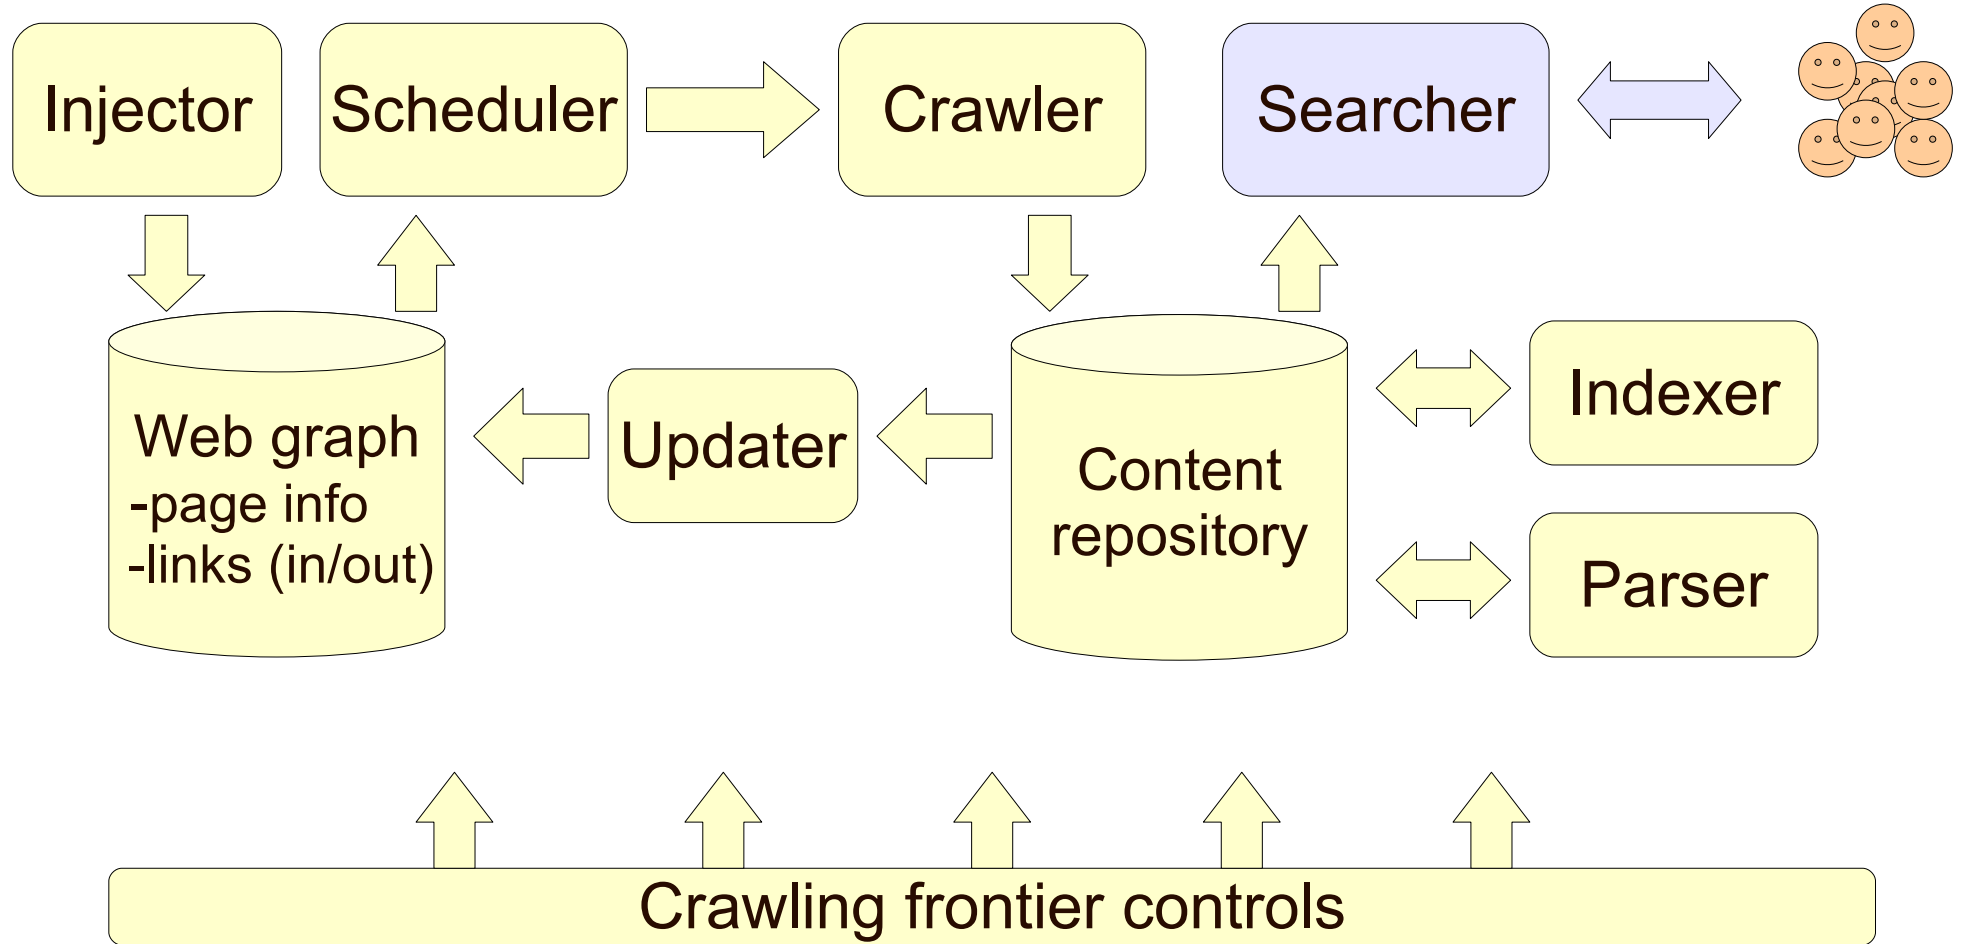 Injector
Scheduler
Crawler
Searcher
Web graph
-page info
-links (in/out)
Updater
Content
repository
Indexer
Parser
Crawling frontier controls